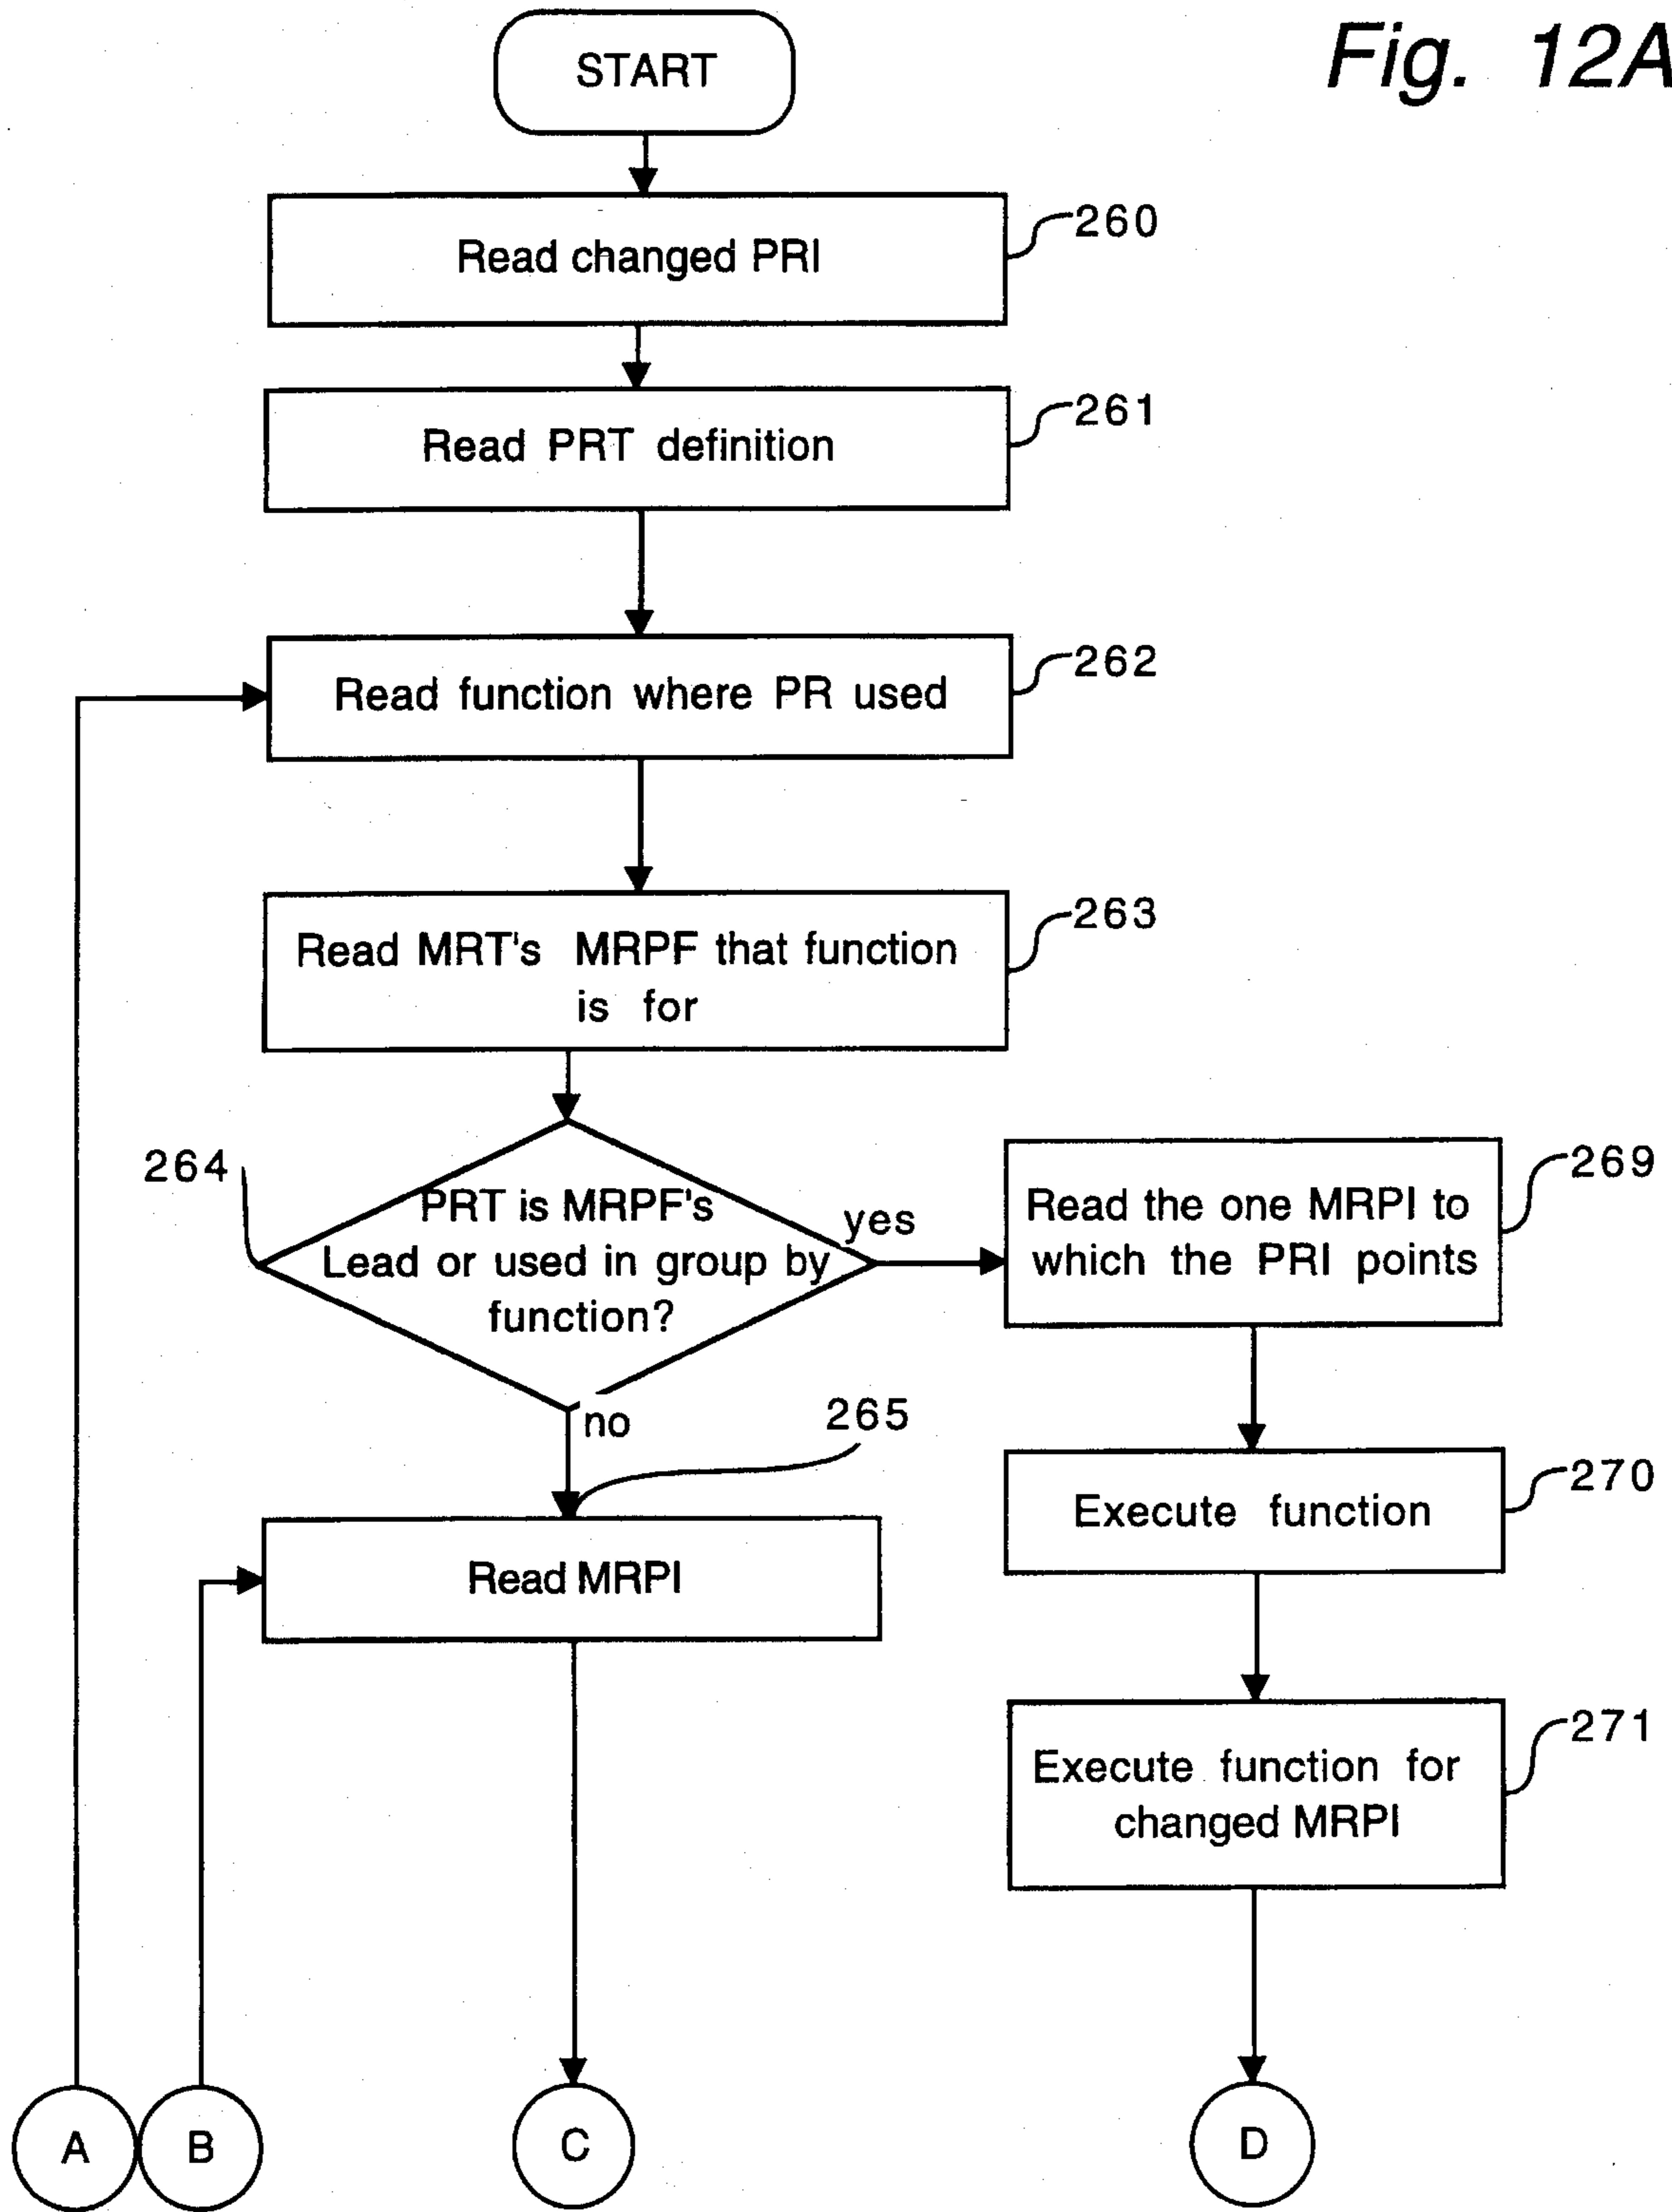 Fig. 12A
START
Read changed PRI
260
Read PRT definition
261
Read function where PR used
262
Read MRT's MRPF that function
is for
263
264
PRT is MRPF's
Lead or used in group by
function?
yes
no
Read the one MRPI to
which the PRI points
269
265
Read MRPI
Execute function
270
Execute function for
changed MRPI
271
A
B
C
D